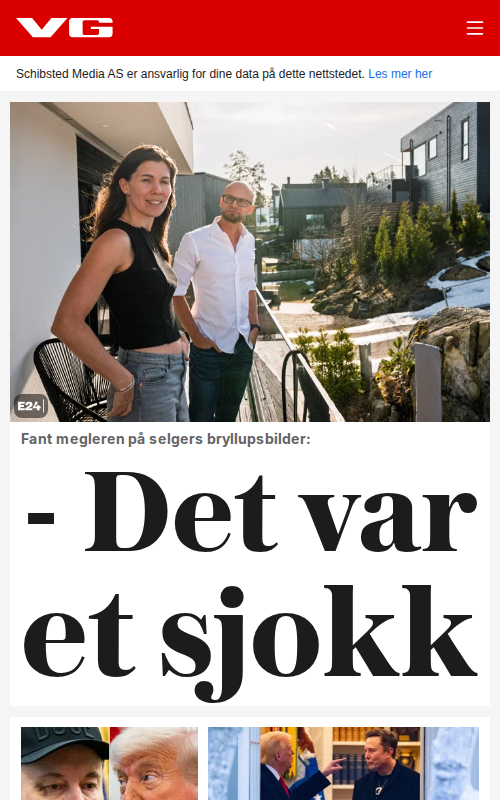 VG
Schibsted Media AS er ansvarlig for dine data på dette nettstedet. Les mer her
E24
Fant megleren på selgers bryllupsbilder:
- Det var
et sjokk